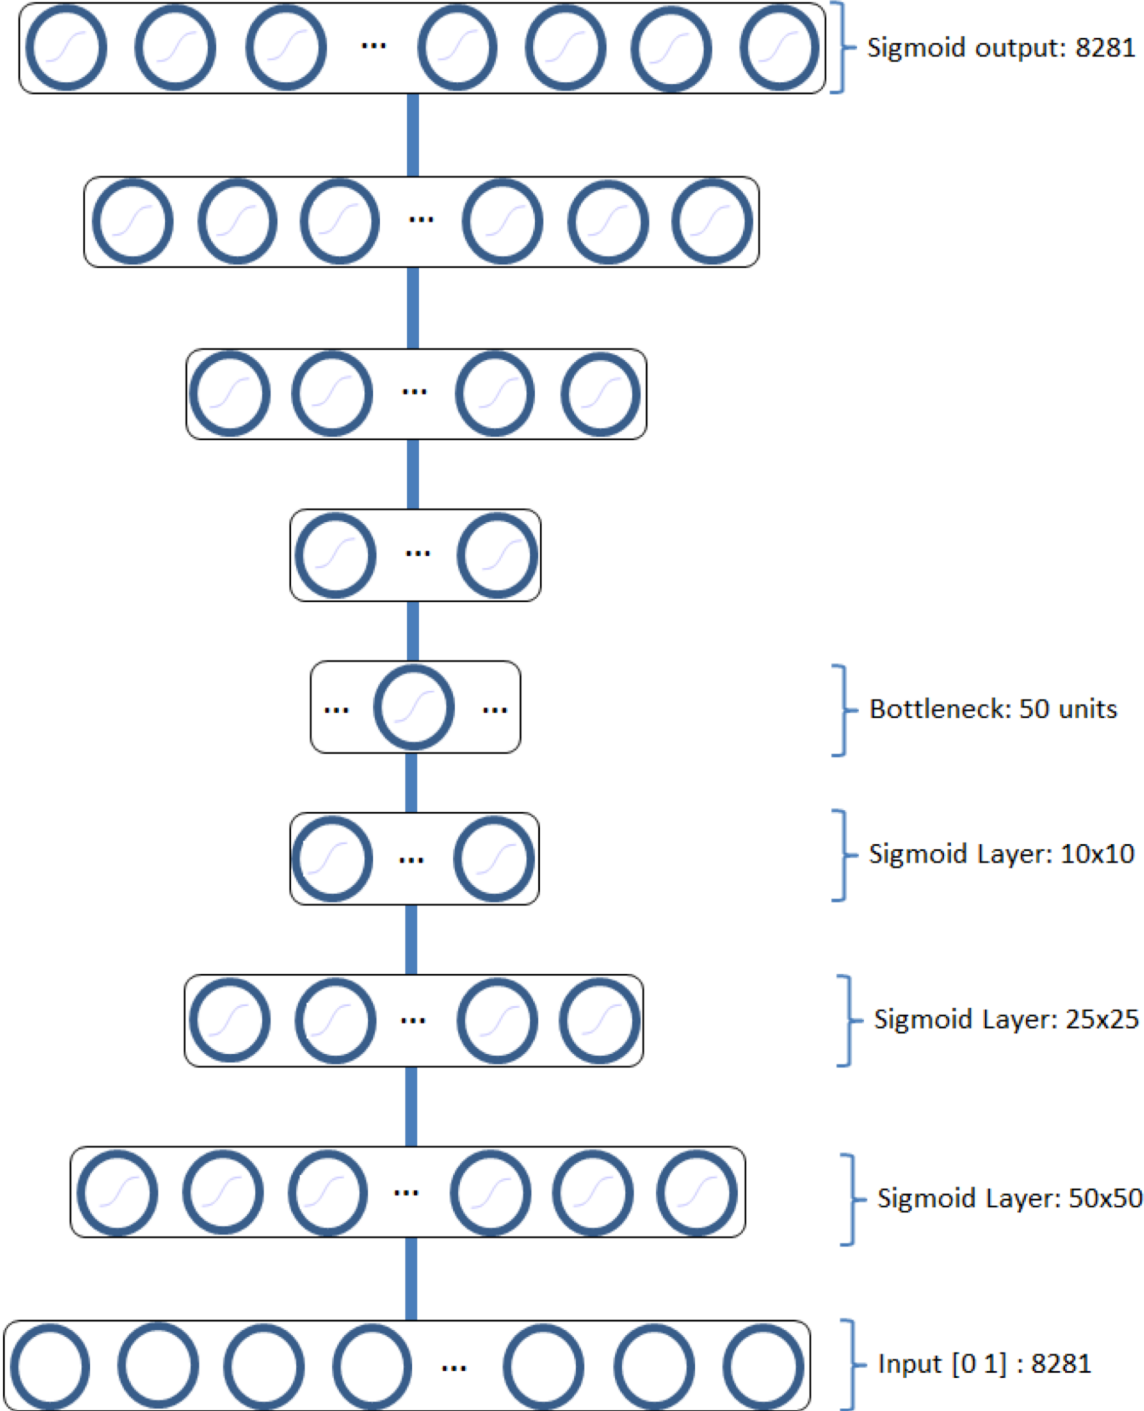 ... Sigmoid output: 8281
...
...
...
... ... Bottleneck: 50 units
... Sigmoid Layer: 10x10
... Sigmoid Layer: 25x25
... Sigmoid Layer: 50x50
... Input [0 1] : 8281